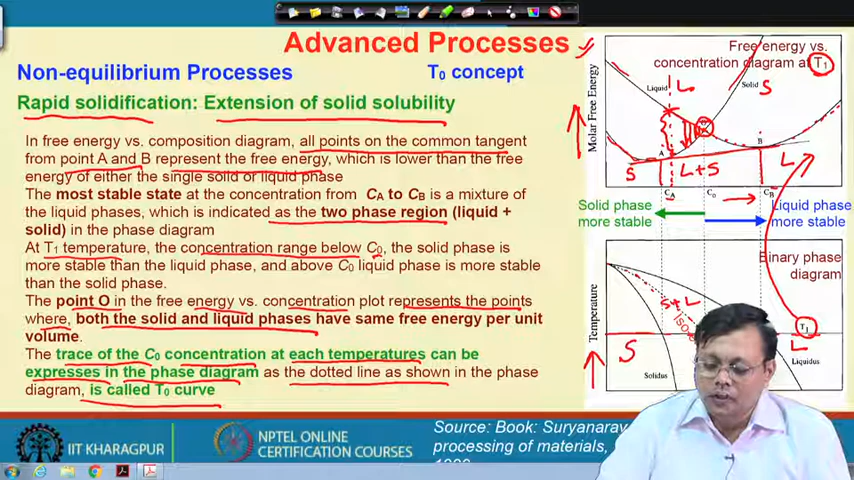 Advanced Processes
Non-equilibrium Processes
T0 concept
Rapid solidification: Extension of solid solubility
In free energy vs. composition diagram, all points on the common tangent
from point A and B represent the free energy, which is lower than the free
energy of either the single solid or liquid phase
The most stable state at the concentration from CA to CB is a mixture of
the liquid phases, which is indicated as the two phase region (liquid +
solid) in the phase diagram
At T1 temperature, the concentration range below C0, the solid phase is
more stable than the liquid phase, and above C0 liquid phase is more stable
than the solid phase.
The point O in the free energy vs. concentration plot represents the points
where, both the solid and liquid phases have same free energy per unit
volume.
The trace of the C0 concentration at each temperatures can be
expresses in the phase diagram as the dotted line as shown in the phase
diagram, is called T0 curve
Free energy vs.
concentration diagram at T1
Molar Free Energy
Liquid
L
Solid
S
A
B
S
L+S
L
CA
C0
CB
Solid phase
more stable
Liquid phase
more stable
Binary phase
diagram
Temperature
S+L
T1
S
L
Solidus
Liquidus
IIT KHARAGPUR
NPTEL ONLINE
CERTIFICATION COURSES
Source: Book: Suryanaray
processing of materials,